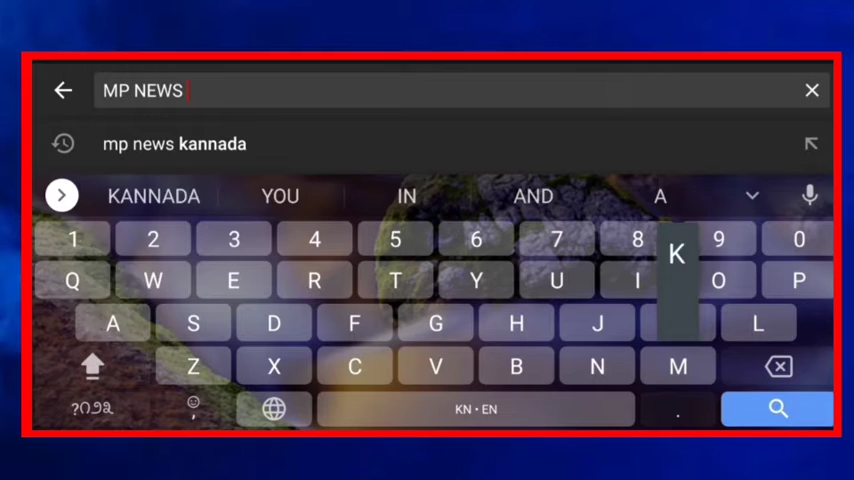 MP NEWS
mp news kannada
KANNADA YOU IN AND A
1 2 3 4 5 6 7 8 9 0
Q W E R T Y U I O P
K
A S D F G H J L
Z X C V B N M
?೧೨೩ , KN • EN .